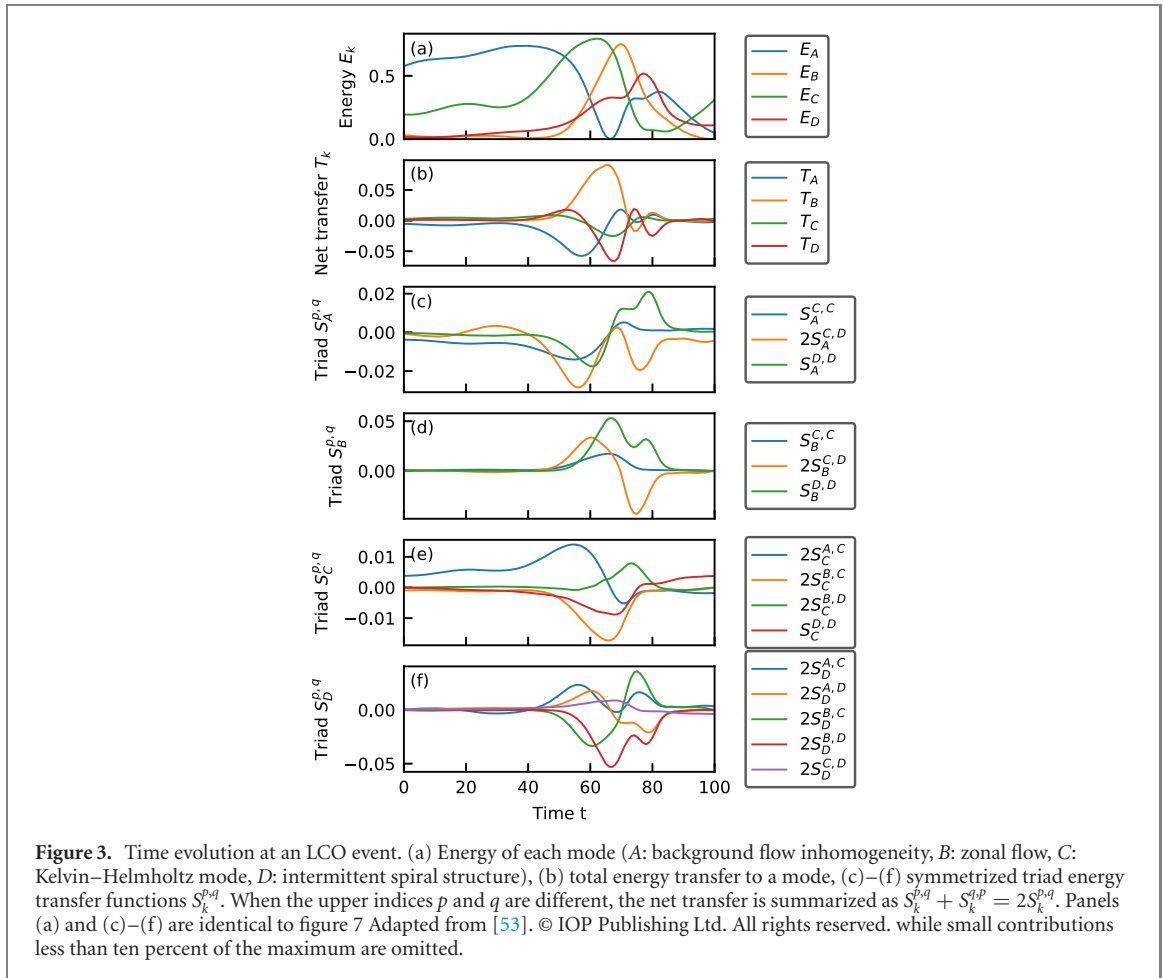 (a)
Energy E_k
0.5
0.0
E_A
E_B
E_C
E_D
(b)
Net transfer T_k
0.05
0.00
−0.05
T_A
T_B
T_C
T_D
(c)
Triad S_A^{p,q}
0.02
0.00
−0.02
S_A^{C,C}
2S_A^{C,D}
S_A^{D,D}
(d)
Triad S_B^{p,q}
0.05
0.00
S_B^{C,C}
2S_B^{C,D}
S_B^{D,D}
(e)
Triad S_C^{p,q}
0.01
0.00
−0.01
2S_C^{A,C}
2S_C^{B,C}
2S_C^{B,D}
S_C^{D,D}
(f)
Triad S_D^{p,q}
0.00
−0.05
2S_D^{A,C}
2S_D^{A,D}
2S_D^{B,C}
2S_D^{B,D}
2S_D^{C,D}
0 20 40 60 80 100
Time t
Figure 3. Time evolution at an LCO event. (a) Energy of each mode (A: background flow inhomogeneity, B: zonal flow, C:
Kelvin–Helmholtz mode, D: intermittent spiral structure), (b) total energy transfer to a mode, (c)–(f) symmetrized triad energy
transfer functions S_k^{p,q}. When the upper indices p and q are different, the net transfer is summarized as S_k^{p,q} + S_k^{q,p} = 2S_k^{p,q}. Panels
(a) and (c)–(f) are identical to figure 7 Adapted from [53]. © IOP Publishing Ltd. All rights reserved. while small contributions
less than ten percent of the maximum are omitted.